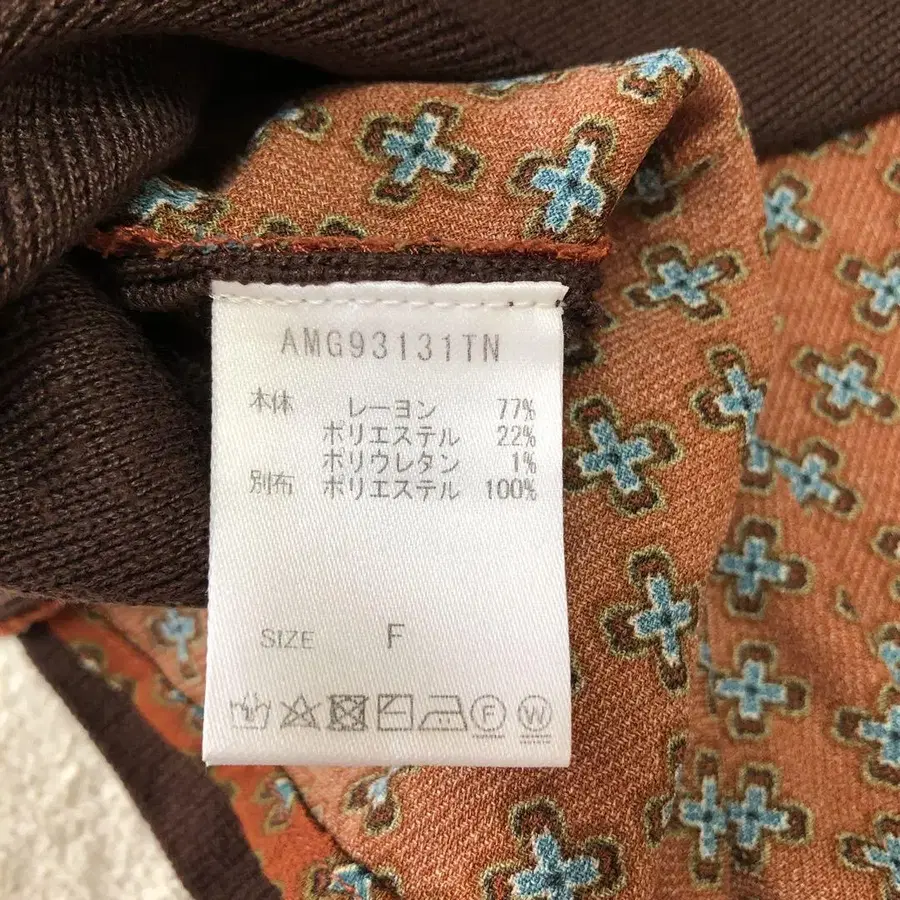 AMG93131TN
本体 レーヨン 77%
ポリエステル 22%
ポリウレタン 1%
別布 ポリエステル 100%
SIZE F
F W